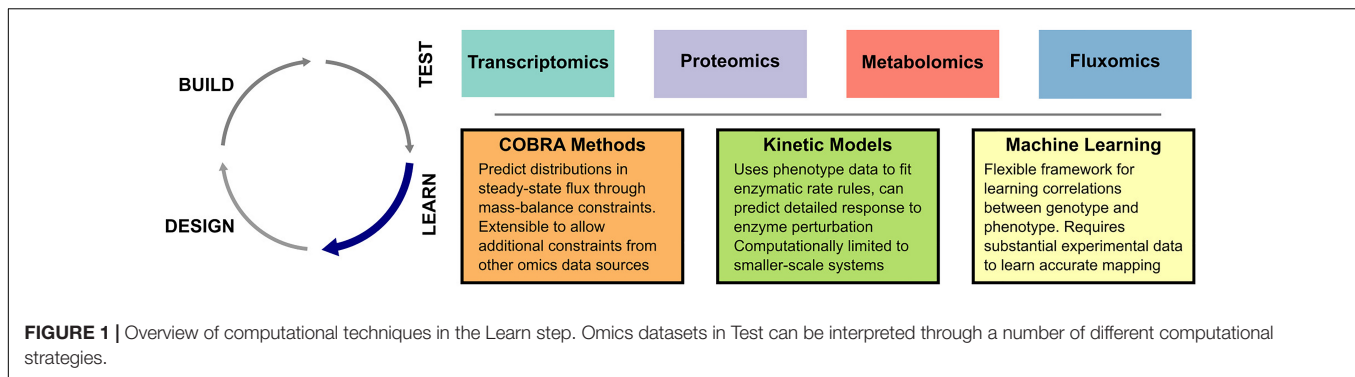 BUILD
TEST
DESIGN
LEARN
Transcriptomics
Proteomics
Metabolomics
Fluxomics
COBRA Methods
Predict distributions in
steady-state flux through
mass-balance constraints.
Extensible to allow
additional constraints from
other omics data sources
Kinetic Models
Uses phenotype data to fit
enzymatic rate rules, can
predict detailed response to
enzyme perturbation
Computationally limited to
smaller-scale systems
Machine Learning
Flexible framework for
learning correlations
between genotype and
phenotype. Requires
substantial experimental data
to learn accurate mapping
FIGURE 1 | Overview of computational techniques in the Learn step. Omics datasets in Test can be interpreted through a number of different computational
strategies.